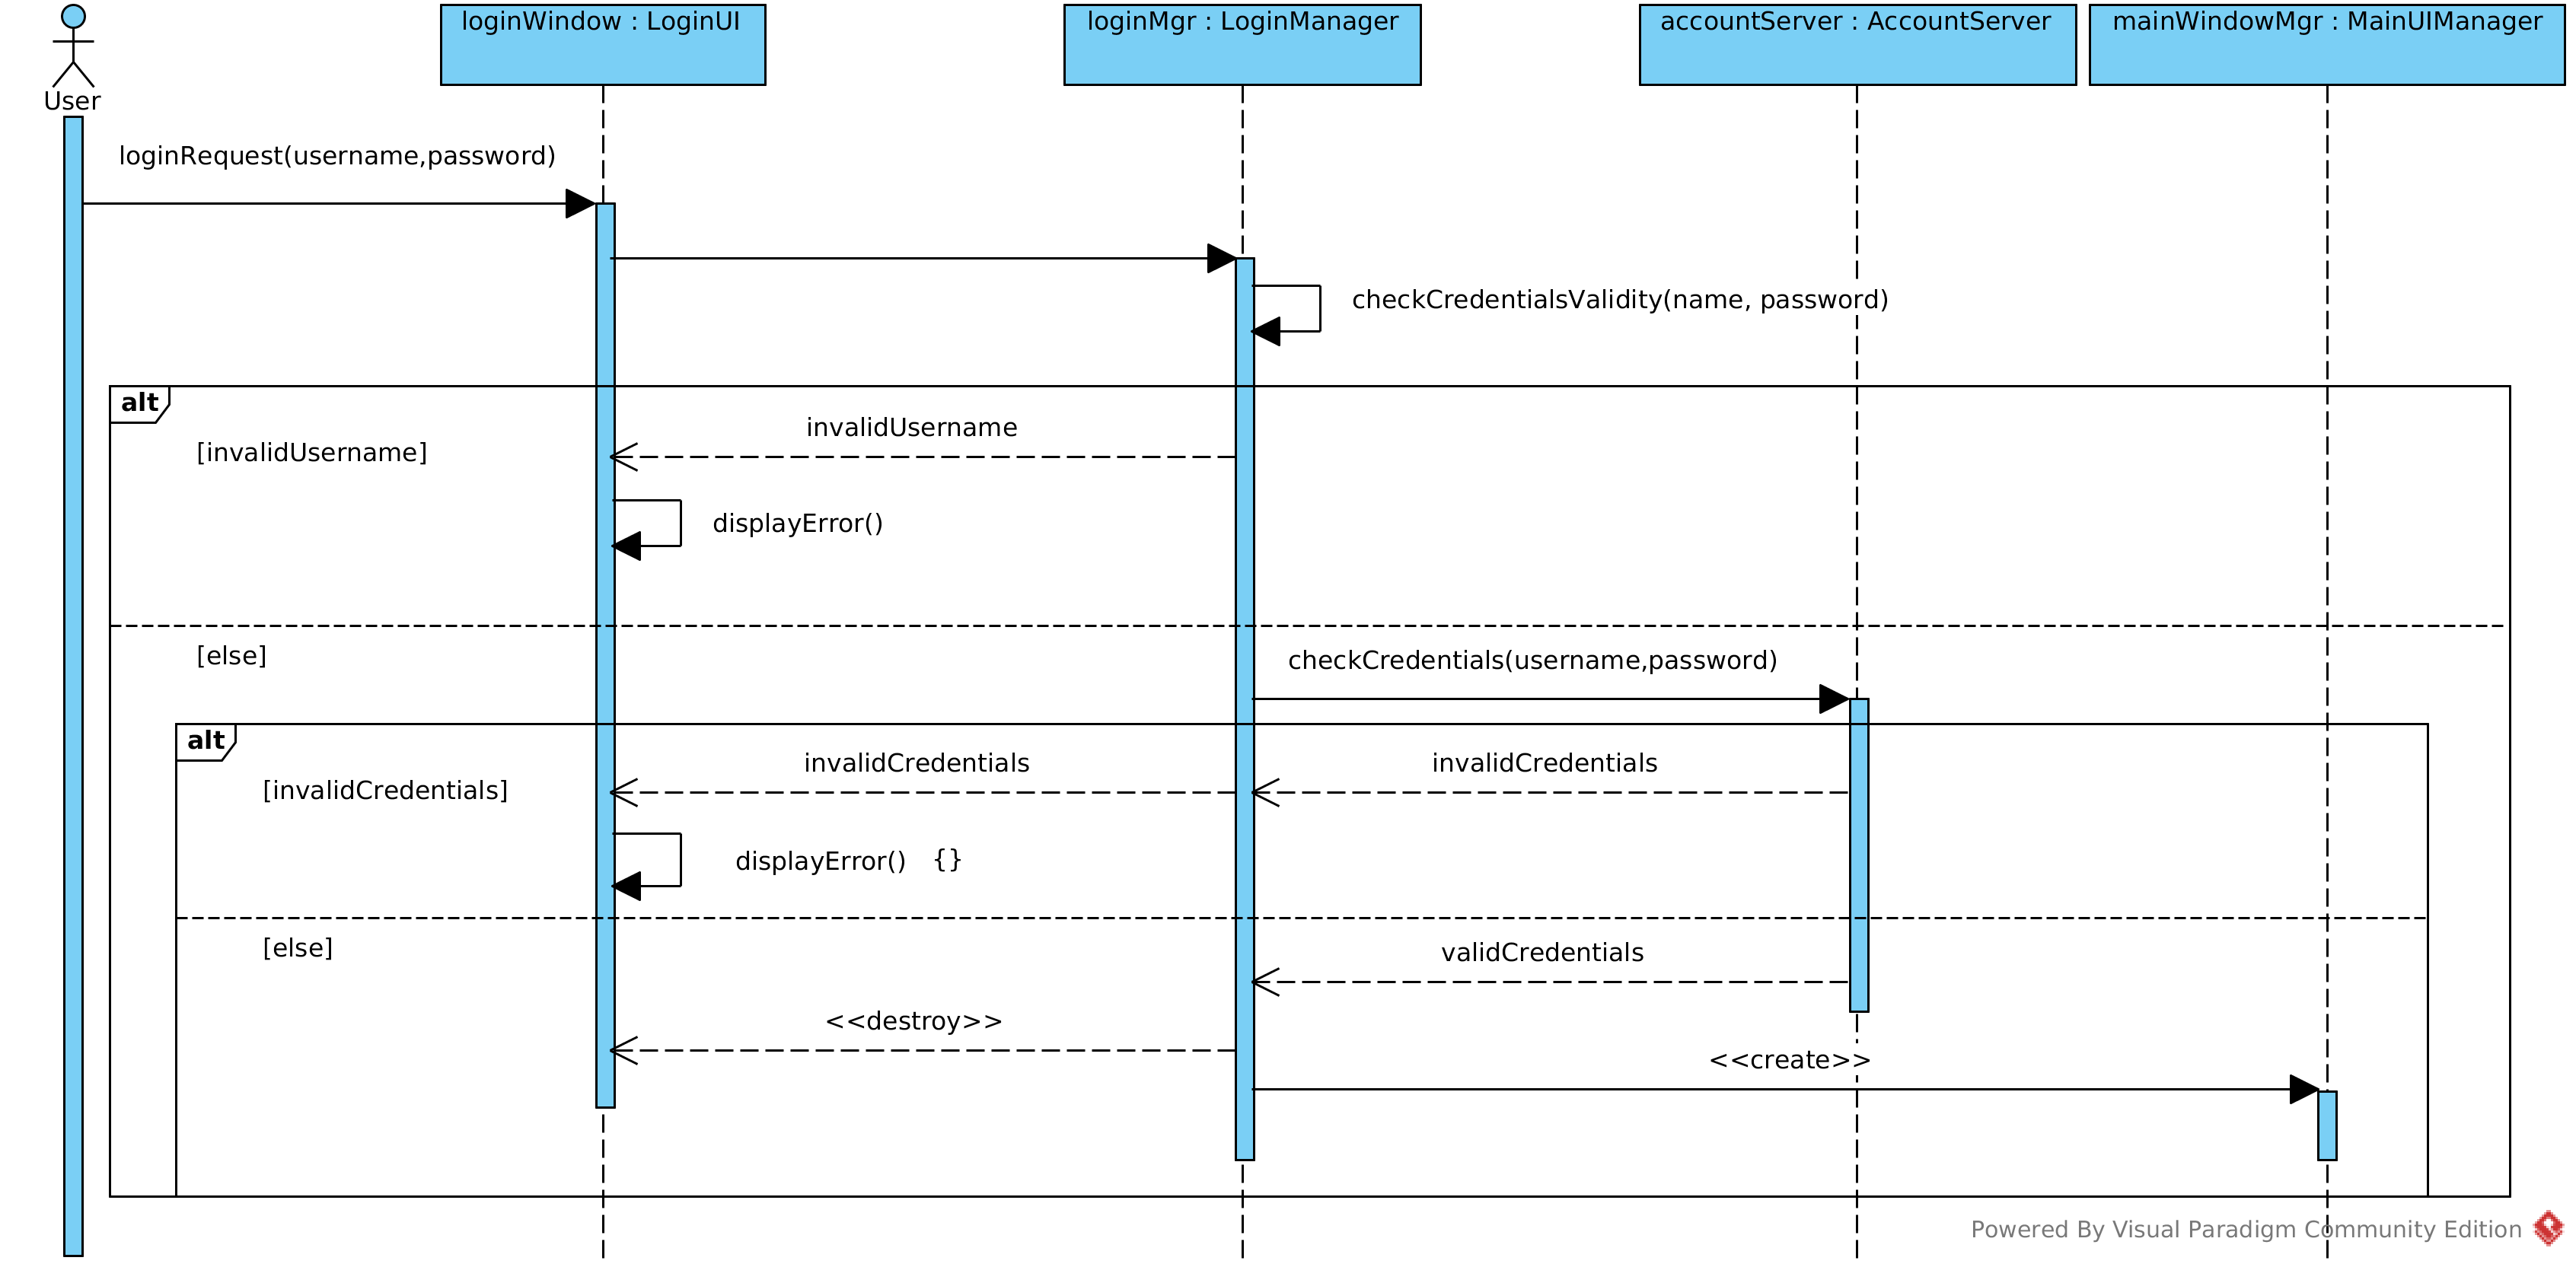 loginWindow : LoginUI
loginMgr : LoginManager
accountServer : AccountServer
mainWindowMgr : MainUIManager
User
loginRequest(username,password)
checkCredentialsValidity(name, password)
alt
invalidUsername
[invalidUsername]
displayError()
[else]
checkCredentials(username,password)
alt
invalidCredentials
invalidCredentials
[invalidCredentials]
displayError() {}
[else]
validCredentials
<<destroy>>
<<create>>
Powered By Visual Paradigm Community Edition